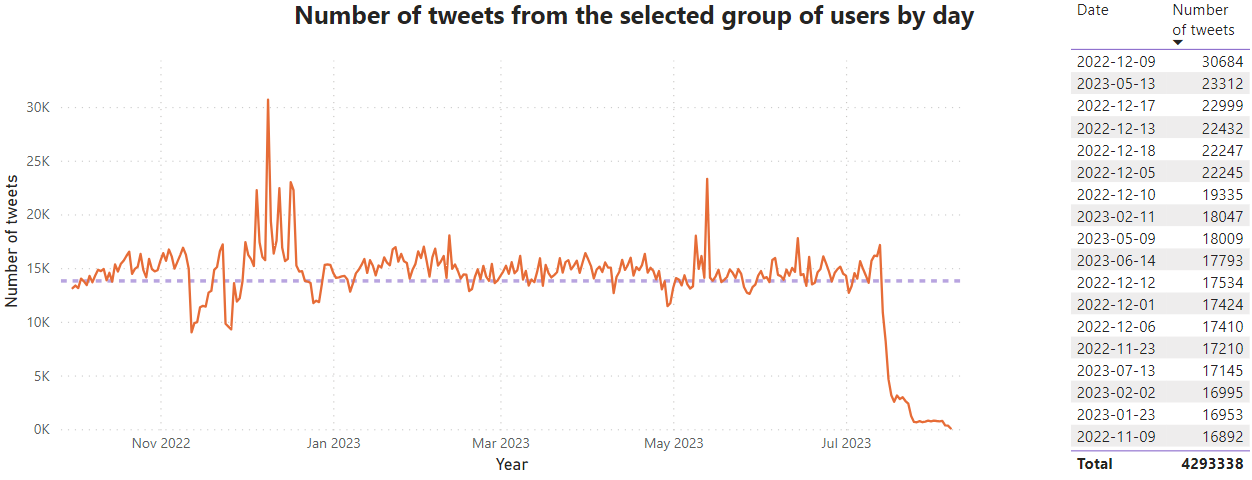 Number of tweets from the selected group of users by day
Number of tweets
30K
25K
20K
15K
10K
5K
0K
Nov 2022 Jan 2023 Mar 2023 May 2023 Jul 2023
Year
Date Number
of tweets
2022-12-09 30684
2023-05-13 23312
2022-12-17 22999
2022-12-13 22432
2022-12-18 22247
2022-12-05 22245
2022-12-10 19335
2023-02-11 18047
2023-05-09 18009
2023-06-14 17793
2022-12-12 17534
2022-12-01 17424
2022-12-06 17410
2022-11-23 17210
2023-07-13 17145
2023-02-02 16995
2023-01-23 16953
2022-11-09 16892
Total 4293338